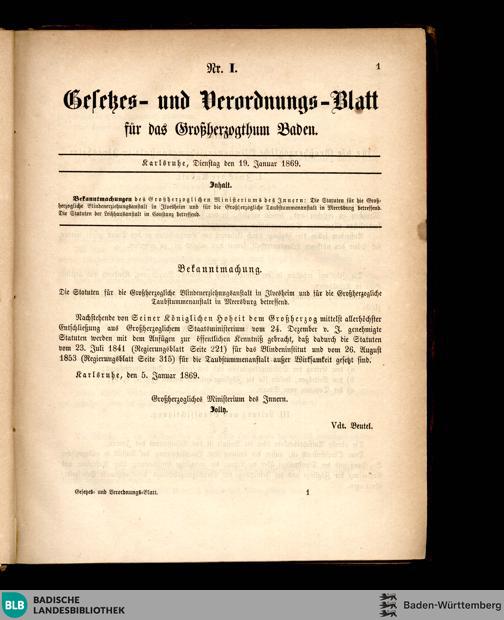 Nr. I.
1
Gesetzes- und Verordnungs-Blatt
für das Großherzogthum Baden.
Karlsruhe, Dienstag den 19. Januar 1869.
Inhalt.
Bekanntmachungen des Großherzoglichen Ministeriums des Innern: Die Statuten für die Groß-
herzogliche Blindenerziehungsanstalt in Ilvesheim und für die Großherzogliche Taubstummenanstalt in Meersburg betreffend.
Die Statuten der Leihhausanstalt in Constanz betreffend.
Bekanntmachung.
Die Statuten für die Großherzogliche Blindenerziehungsanstalt in Ilvesheim und für die Großherzogliche
Taubstummenanstalt in Meersburg betreffend.
Nachstehende von Seiner Königlichen Hoheit dem Großherzog mittelst allerhöchster
Entschließung aus Großherzoglichem Staatsministerium vom 24. Dezember v. J. genehmigte
Statuten werden mit dem Anfügen zur öffentlichen Kenntniß gebracht, daß dadurch die Statuten
vom 23. Juli 1841 (Regierungsblatt Seite 221) für das Blindeninstitut und vom 26. August
1853 (Regierungsblatt Seite 315) für die Taubstummenanstalt außer Wirksamkeit gesetzt sind.
Karlsruhe, den 5. Januar 1869.
Großherzogliches Ministerium des Innern.
Jolly.
Vdt. Beutel.
Gesetzes- und Verordnungs-Blatt.
1
BLB
BADISCHE
LANDESBIBLIOTHEK
Baden-Württemberg